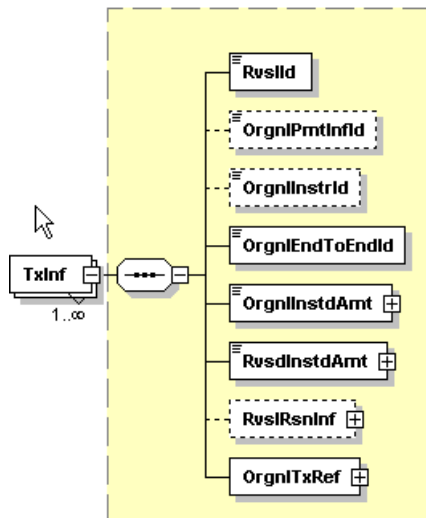 RvslId
OrgnlPmtInfId
OrgnlInstrId
OrgnlEndToEndId
TxInf
1..∞
OrgnlInstdAmt
RvsdInstdAmt
RvslRsnInf
OrgnlTxRef